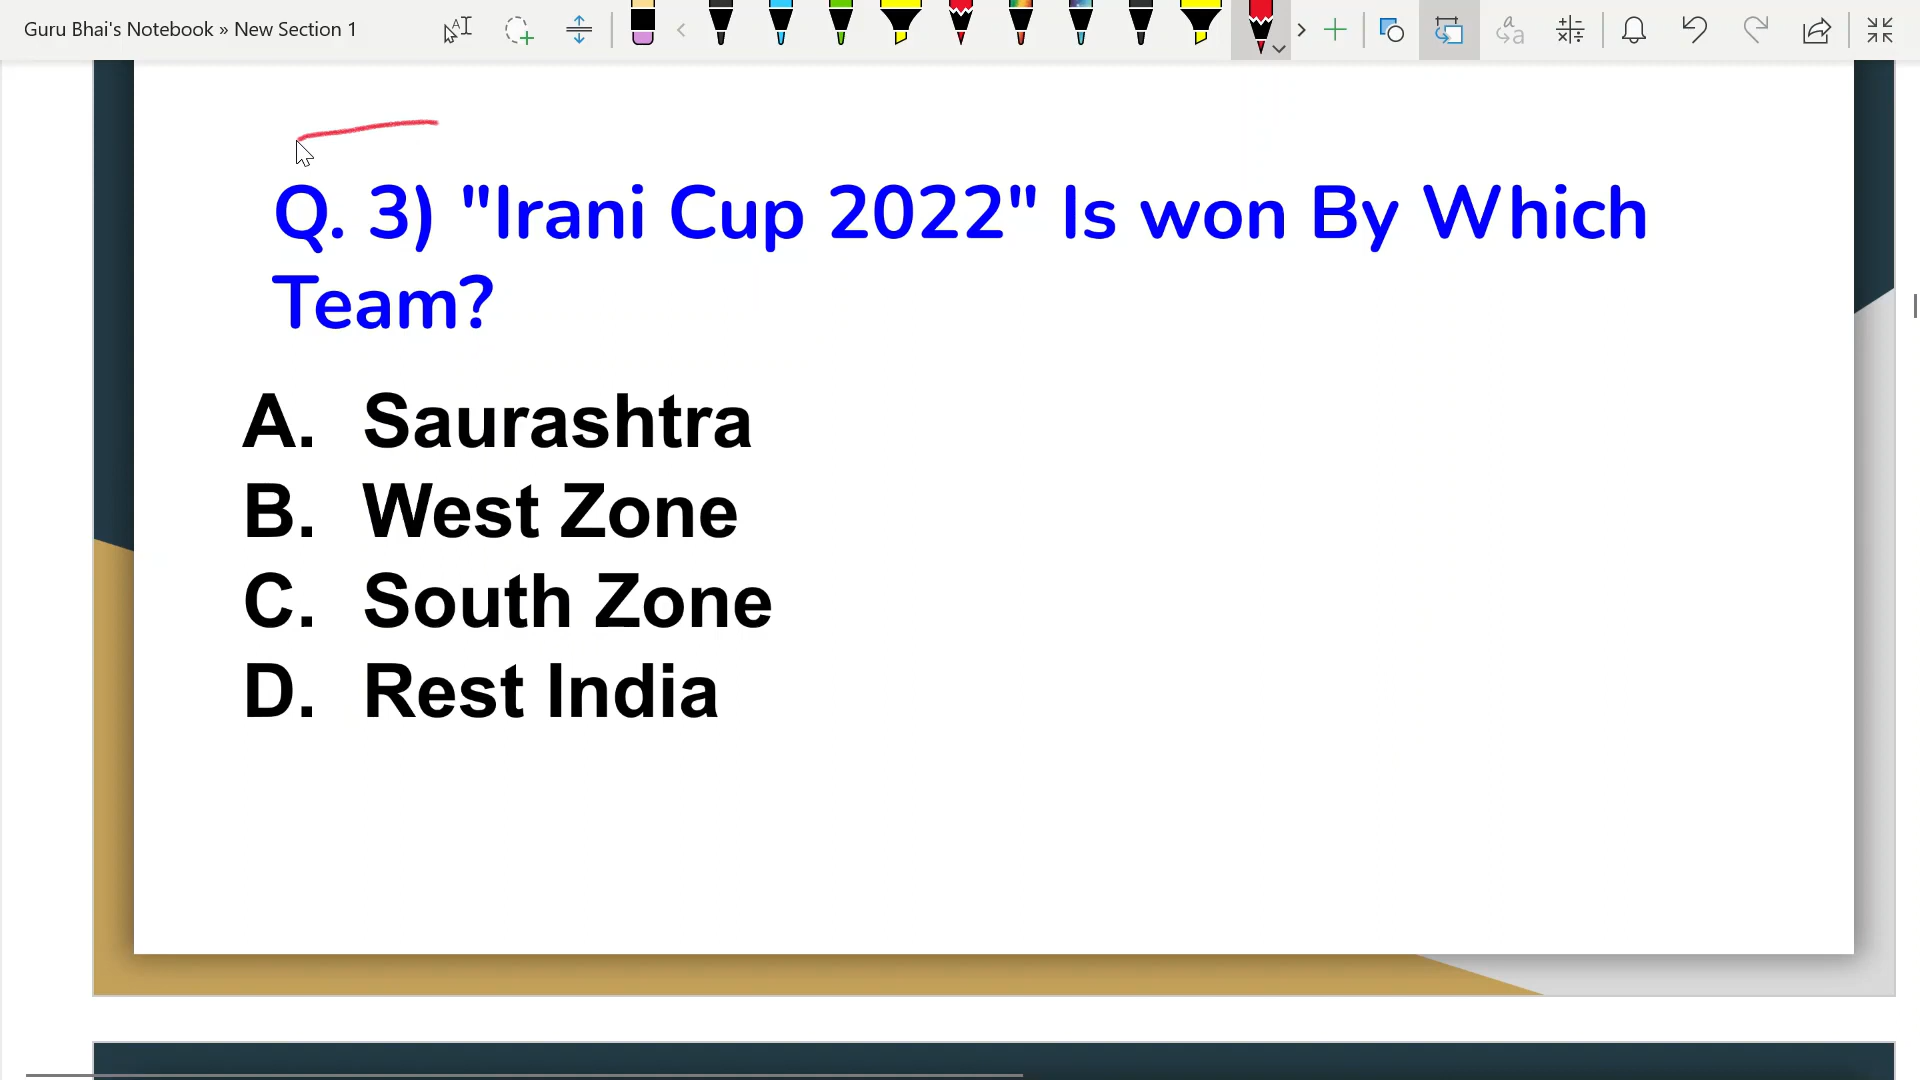 Guru Bhai's Notebook » New Section 1
Q. 3) "Irani Cup 2022" Is won By Which
Team?
A. Saurashtra
B. West Zone
C. South Zone
D. Rest India